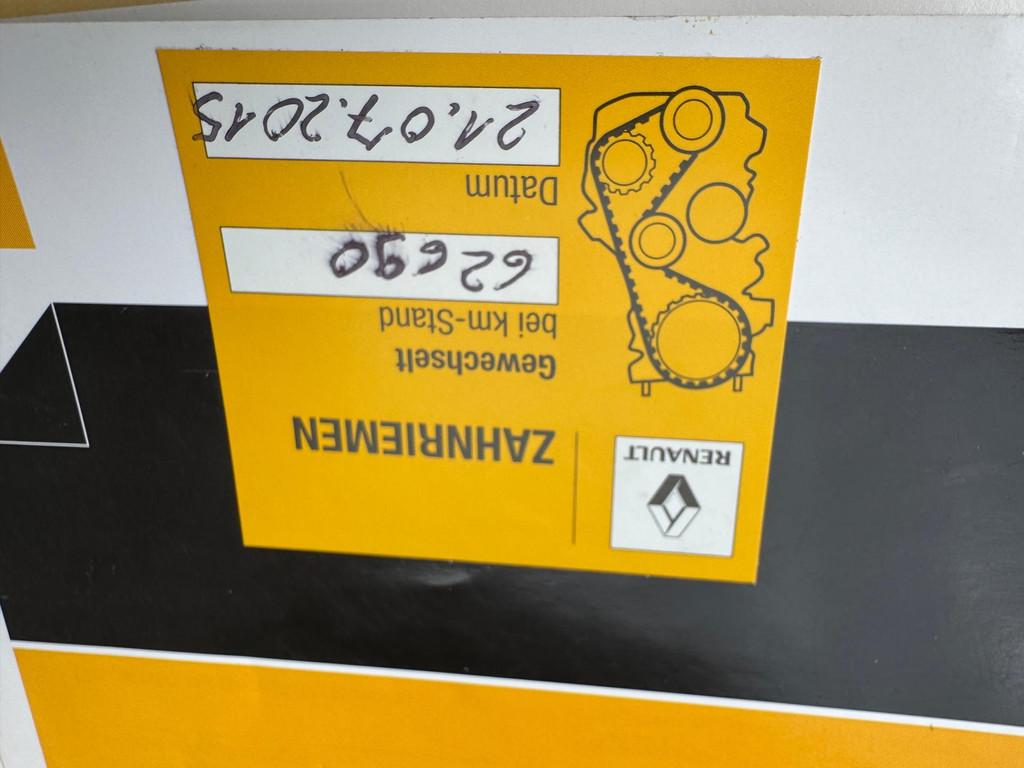 RENAULT
ZAHNRIEMEN
Gewechselt
bei km-Stand
62690
Datum
21.07.2015